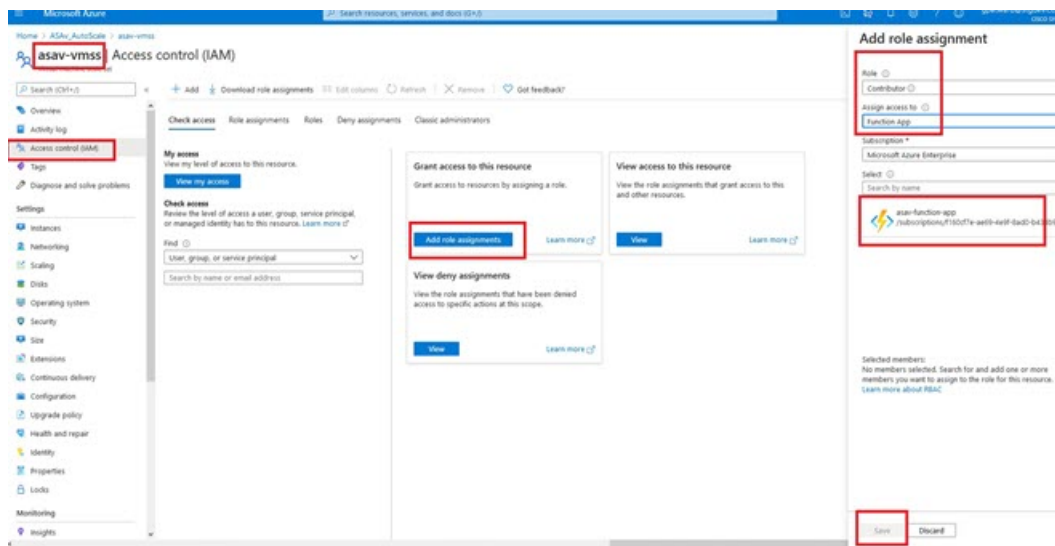 Microsoft Azure
Search resources, services, and docs (G+/)
Home > ASAv_AutoScale > asav-vmss
asav-vmss | Access control (IAM)
Search (Ctrl+/)
Overview
Activity log
Access control (IAM)
Tags
Diagnose and solve problems
Settings
Instances
Networking
Scaling
Disks
Operating system
Security
Size
Extensions
Continuous delivery
Configuration
Upgrade policy
Health and repair
Identity
Properties
Locks
Monitoring
Insights
Add
Download role assignments
Edit columns
Refresh
Remove
Got feedback?
Check access
Role assignments
Roles
Deny assignments
Classic administrators
My access
View my level of access to this resource.
View my access
Check access
Review the level of access a user, group, service principal,
or managed identity has to this resource. Learn more
Find
User, group, or service principal
Search by name or email address
Grant access to this resource
Grant access to resources by assigning a role.
Add role assignments
Learn more
View access to this resource
View the role assignments that grant access to this
and other resources.
View
Learn more
View deny assignments
View the role assignments that have been denied
access to specific actions at this scope.
View
Learn more
Add role assignment
Role
Contributor
Assign access to
Function App
Subscription *
Microsoft Azure Enterprise
Select
Search by name
asav-function-app
Selected members:
No members selected. Search for and add one or more
members you want to assign to the role for this resource.
Learn more about RBAC
Save
Discard